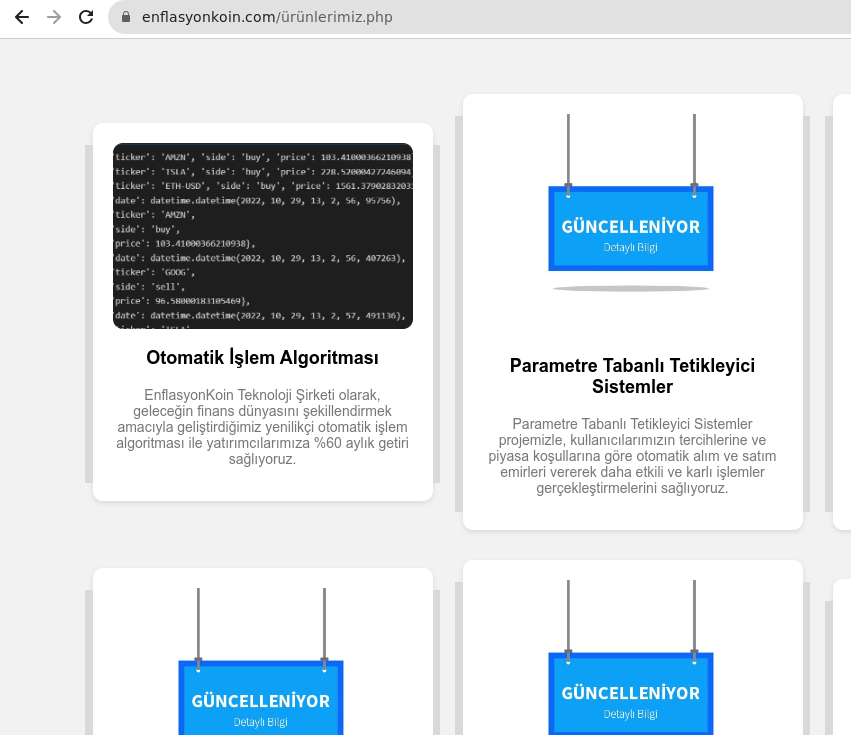 enflasyonkoin.com/ürünlerimiz.php
'ticker': 'AMZN', 'side': 'buy', 'price': 103.41000366210938
'ticker': 'TSLA', 'side': 'buy', 'price': 228.52000427246094
'ticker': 'ETH-USD', 'side': 'buy', 'price': 1561.3790283203
'date': datetime.datetime(2022, 10, 29, 13, 2, 56, 95756),
'ticker': 'AMZN',
'side': 'buy',
'price': 103.41000366210938},
'date': datetime.datetime(2022, 10, 29, 13, 2, 56, 407263),
'ticker': 'GOOG',
'side': 'sell',
'price': 96.58000183105469},
'date': datetime.datetime(2022, 10, 29, 13, 2, 57, 491136),
Otomatik İşlem Algoritması
EnflasyonKoin Teknoloji Şirketi olarak,
geleceğin finans dünyasını şekillendirmek
amacıyla geliştirdiğimiz yenilikçi otomatik işlem
algoritması ile yatırımcılarımıza %60 aylık getiri
sağlıyoruz.
GÜNCELLENİYOR
Detaylı Bilgi
Parametre Tabanlı Tetikleyici
Sistemler
Parametre Tabanlı Tetikleyici Sistemler
projemizle, kullanıcılarımızın tercihlerine ve
piyasa koşullarına göre otomatik alım ve satım
emirleri vererek daha etkili ve karlı işlemler
gerçekleştirmelerini sağlıyoruz.
GÜNCELLENİYOR
Detaylı Bilgi
GÜNCELLENİYOR
Detaylı Bilgi